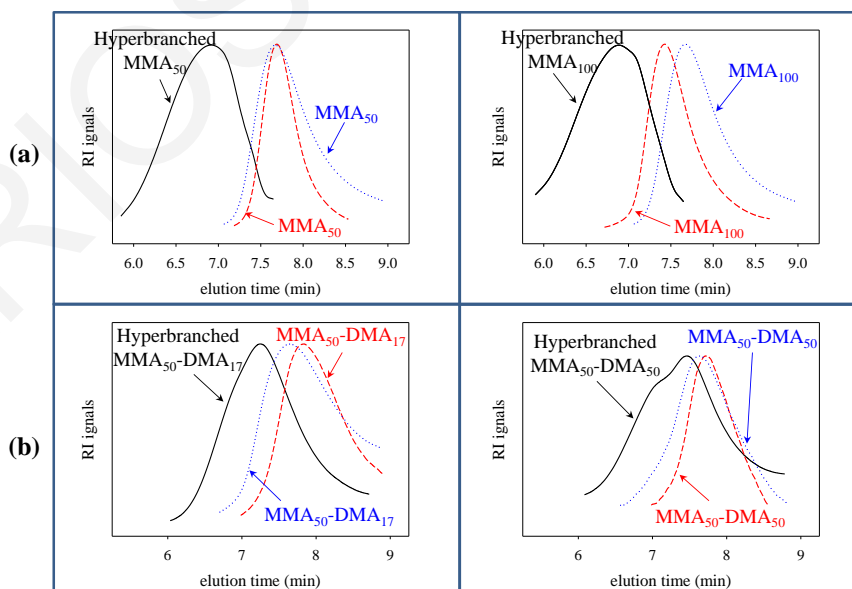 (a)
Hyperbranched
MMA50
MMA50
MMA50
RI ignals
6.0 6.5 7.0 7.5 8.0 8.5 9.0
elution time (min)
Hyperbranched
MMA100
MMA100
MMA100
RI ignals
6.0 6.5 7.0 7.5 8.0 8.5 9.0
elution time (min)
(b)
Hyperbranched
MMA50-DMA17
MMA50-DMA17
MMA50-DMA17
RI ignals
6 7 8 9
elution time (min)
Hyperbranched
MMA50-DMA50
MMA50-DMA50
MMA50-DMA50
RI ignals
6 7 8 9
elution time (min)